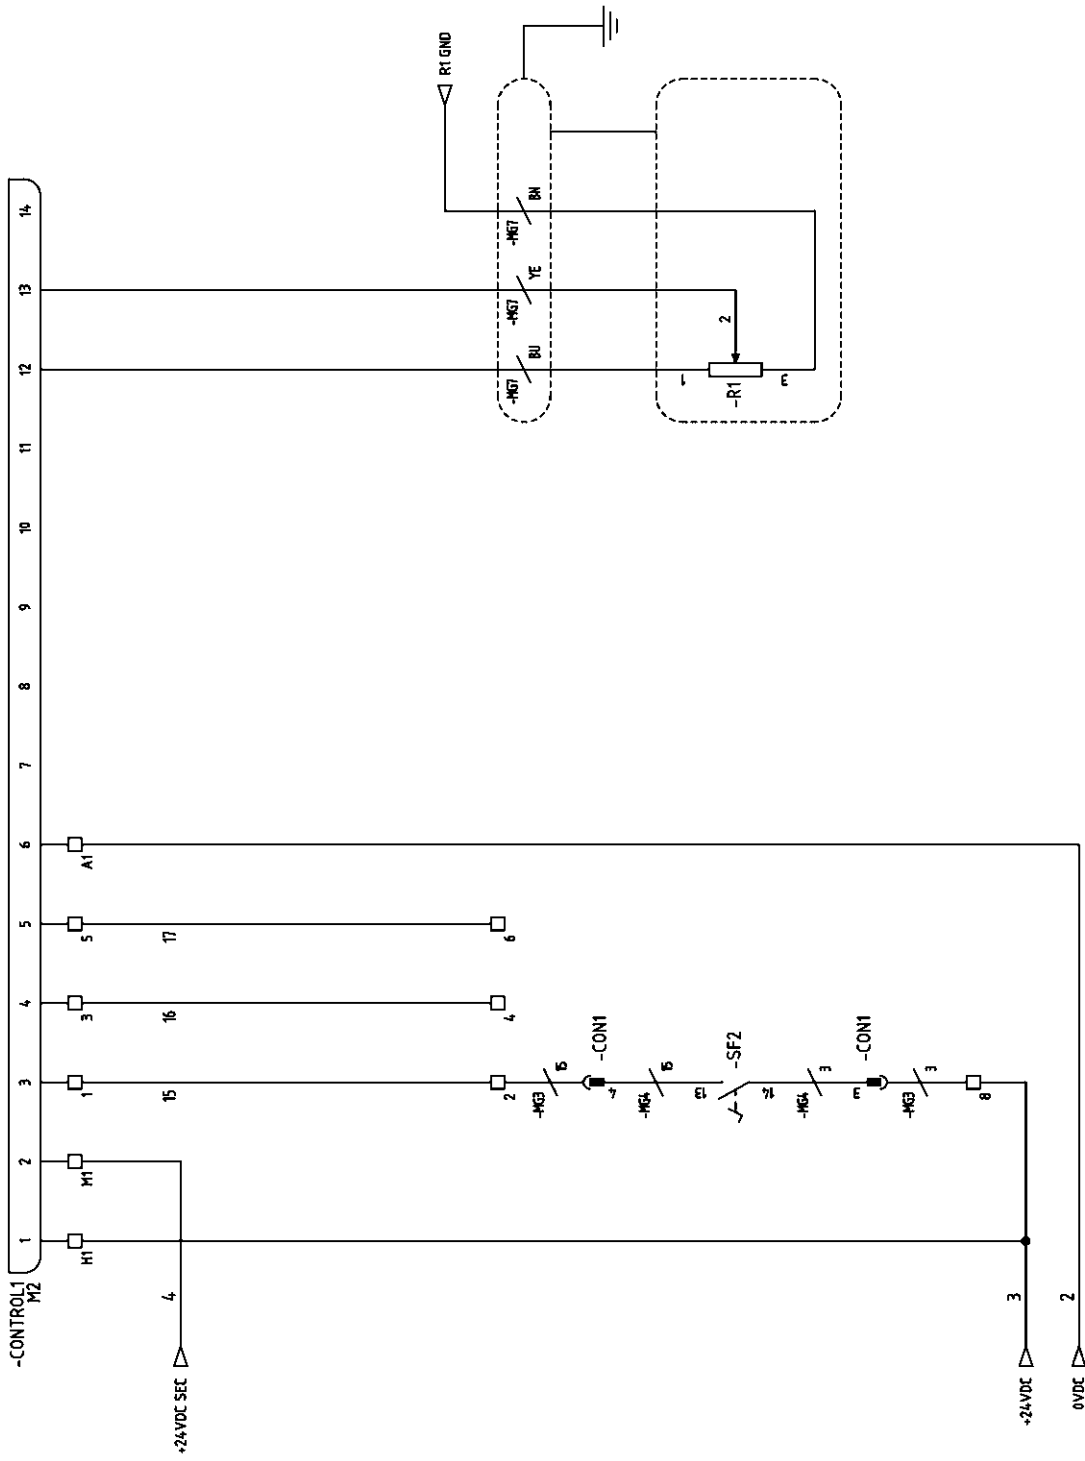 -CONTROL1
M2
1 2 3 4 5 6 7 8 9 10 11 12 13 14
H1 M1 1 3 5 A1
+24VDC SEC
4 15 16 17
R1 GND
-MG7 BU
-MG7 YE
-MG7 BN
2 4 6
-MG3 15
4 -CON1
-MG4 15
13 -SF2
14
-MG4 3
3 -CON1
-MG3 3
8
1
-R1 2
3
+24VDC 3
0VDC 2